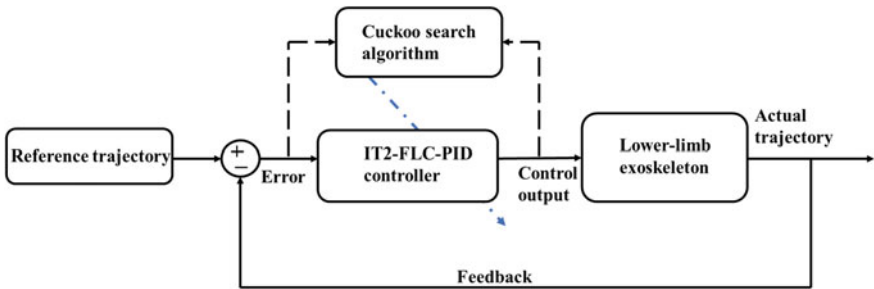 Cuckoo search
algorithm
Actual
trajectory
Reference trajectory
+
−
Error
IT2-FLC-PID
controller
Control
output
Lower-limb
exoskeleton
Feedback